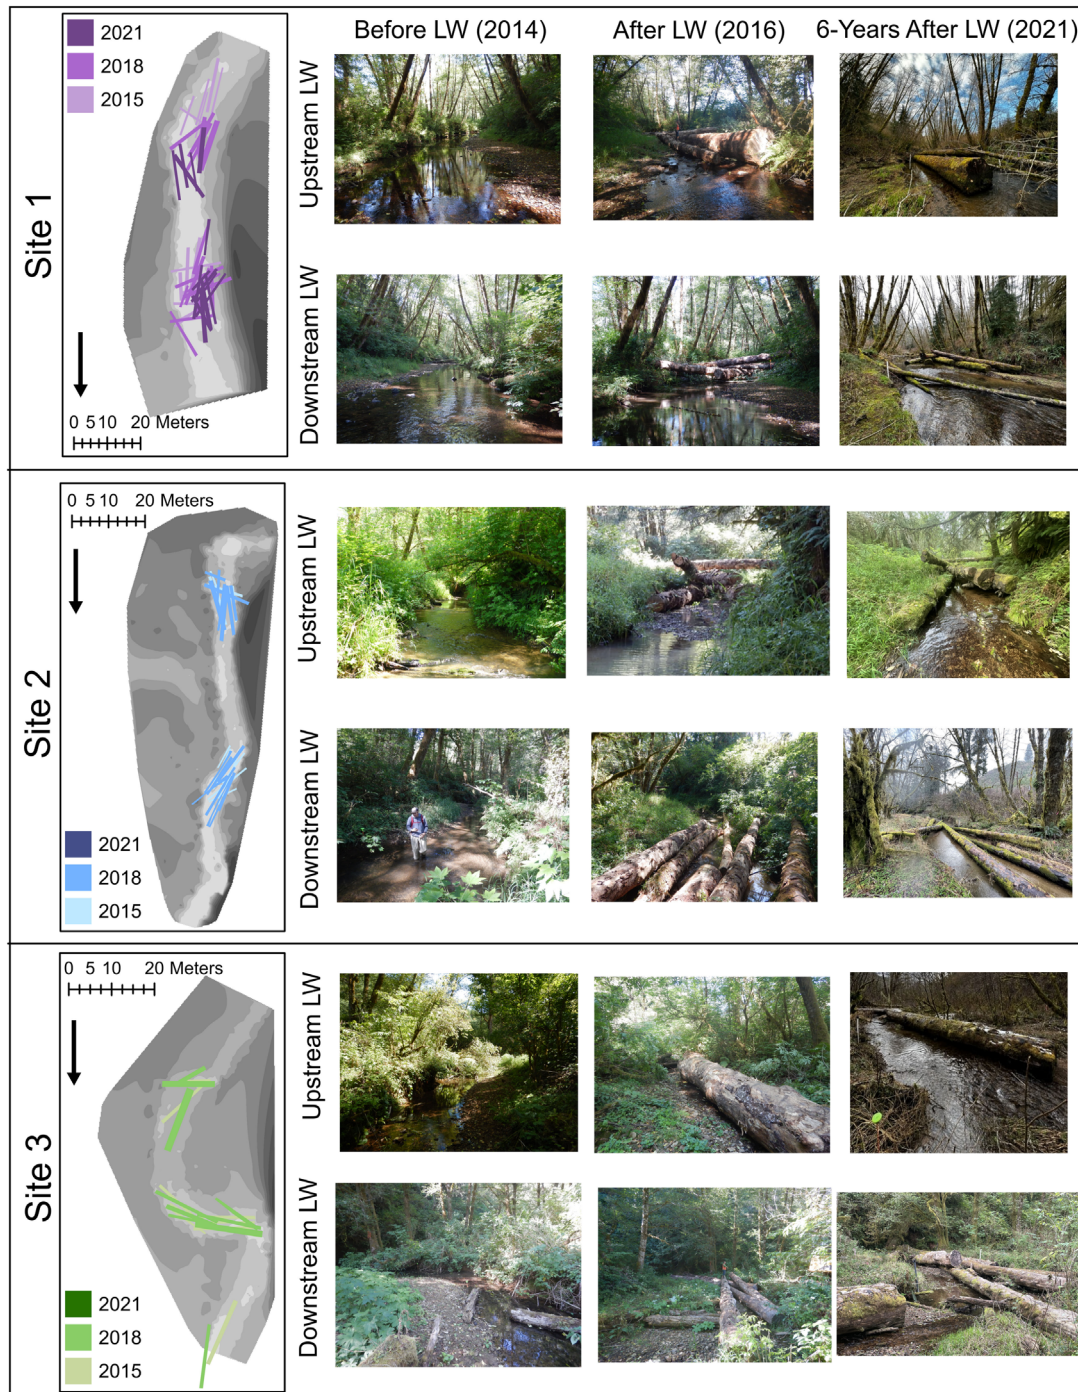 Before LW (2014)
After LW (2016)
6-Years After LW (2021)
Site 1
2021
2018
2015
0 5 10 20 Meters
Upstream LW
Downstream LW
Site 2
0 5 10 20 Meters
2021
2018
2015
Upstream LW
Downstream LW
Site 3
0 5 10 20 Meters
2021
2018
2015
Upstream LW
Downstream LW